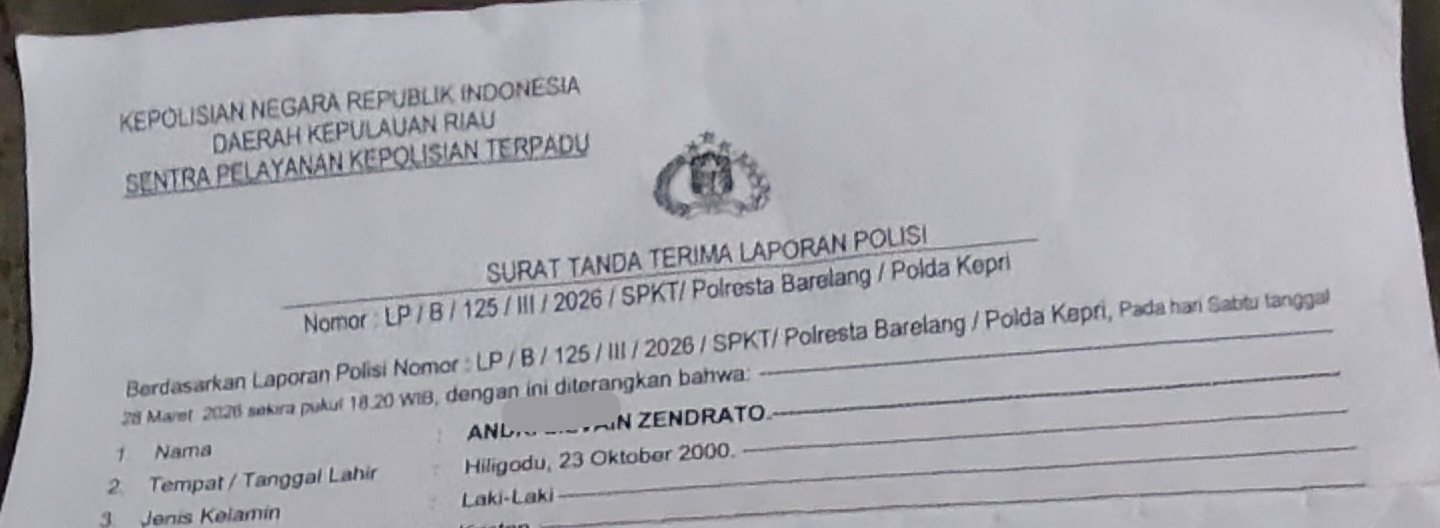 KEPOLISIAN NEGARA REPUBLIK INDONESIA
DAERAH KEPULAUAN RIAU
SENTRA PELAYANAN KEPOLISIAN TERPADU
SURAT TANDA TERIMA LAPORAN POLISI
Nomor : LP / B / 125 / III / 2026 / SPKT/ Polresta Barelang / Polda Kepri
Berdasarkan Laporan Polisi Nomor : LP / B / 125 / III / 2026 / SPKT/ Polresta Barelang / Polda Kepri, Pada hari Sabtu tanggal
28 Maret 2026 sekira pukul 18.20 WIB, dengan ini diterangkan bahwa:
1. Nama : ZENDRATO.
2. Tempat / Tanggal Lahir : Hiligodu, 23 Oktober 2000.
3. Jenis Kelamin : Laki-Laki